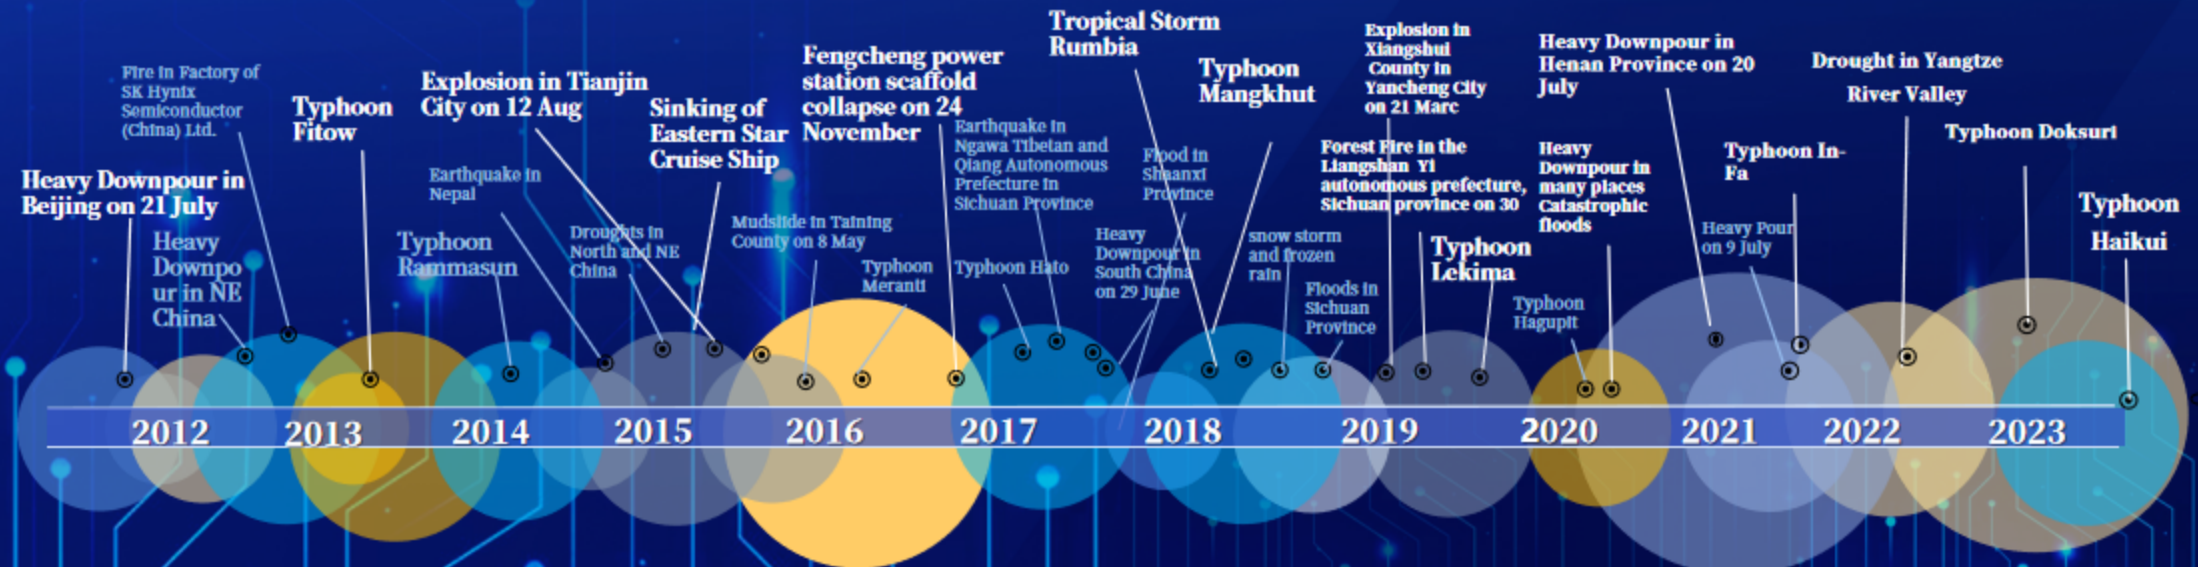 Heavy Downpour in
Beijing on 21 July
Heavy
Downpo
ur in NE
China
Fire in Factory of
SK Hynix
Semiconductor
(China) Ltd.
Typhoon
Fitow
Typhoon
Rammasun
Explosion in Tianjin
City on 12 Aug
Earthquake in
Nepal
Droughts in
North and NE
China
Sinking of
Eastern Star
Cruise Ship
Mudslide in Taining
County on 8 May
Fengcheng power
station scaffold
collapse on 24
November
Typhoon
Meranti
Earthquake in
Ngawa Tibetan and
Qiang Autonomous
Prefecture in
Sichuan Province
Typhoon Hato
Tropical Storm
Rumbia
Heavy
Downpour in
South China
on 29 June
Flood in
Shaanxi
Province
Typhoon
Mangkhut
snow storm
and frozen
rain
Floods in
Sichuan
Province
Explosion in
Xiangshui
County in
Yancheng City
on 21 Marc
Forest Fire in the
Liangshan Yi
autonomous prefecture,
Sichuan province on 30
Typhoon
Lekima
Heavy Downpour in
Henan Province on 20
July
Heavy
Downpour in
many places
Catastrophic
floods
Typhoon
Hagupit
Typhoon In-
Fa
Heavy Pour
on 9 July
Drought in Yangtze
River Valley
Typhoon Doksuri
Typhoon
Haikui
2012 2013 2014 2015 2016 2017 2018 2019 2020 2021 2022 2023